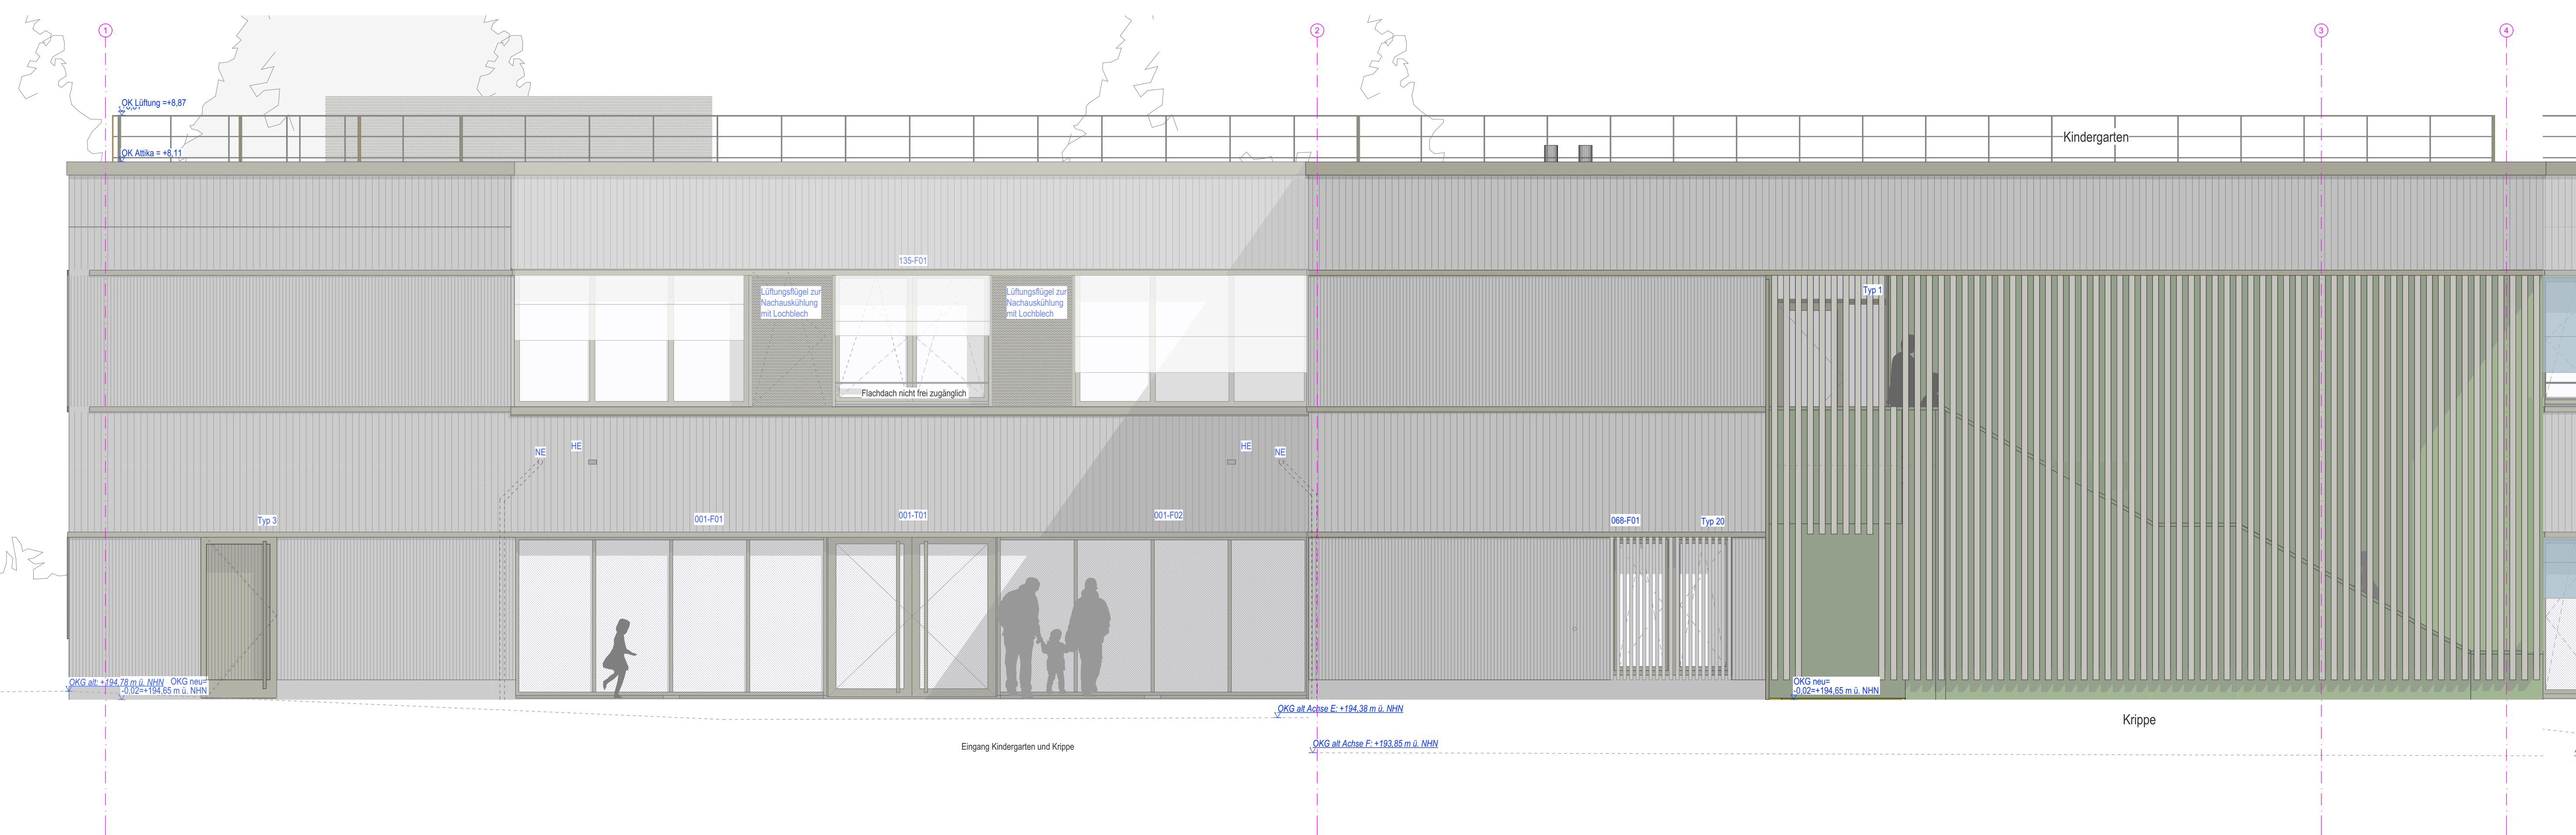 1
2
3
4
OK Lüftung =+8,87
OK Attika = +8,11
Kindergarten
135-F01
Lüftungsflügel zur
Nachauskühlung
mit Lochblech
Lüftungsflügel zur
Nachauskühlung
mit Lochblech
Typ 1
Flachdach nicht frei zugänglich
NE
HE
HE
NE
Typ 3
001-F01
001-T01
001-F02
068-F01
Typ 20
OKG alt: +194,78 m ü. NHN
OKG neu=
-0,02=+194,65 m ü. NHN
OKG neu=
-0,02=+194,65 m ü. NHN
OKG alt Achse E: +194,38 m ü. NHN
Krippe
OKG alt Achse F: +193,85 m ü. NHN
Eingang Kindergarten und Krippe